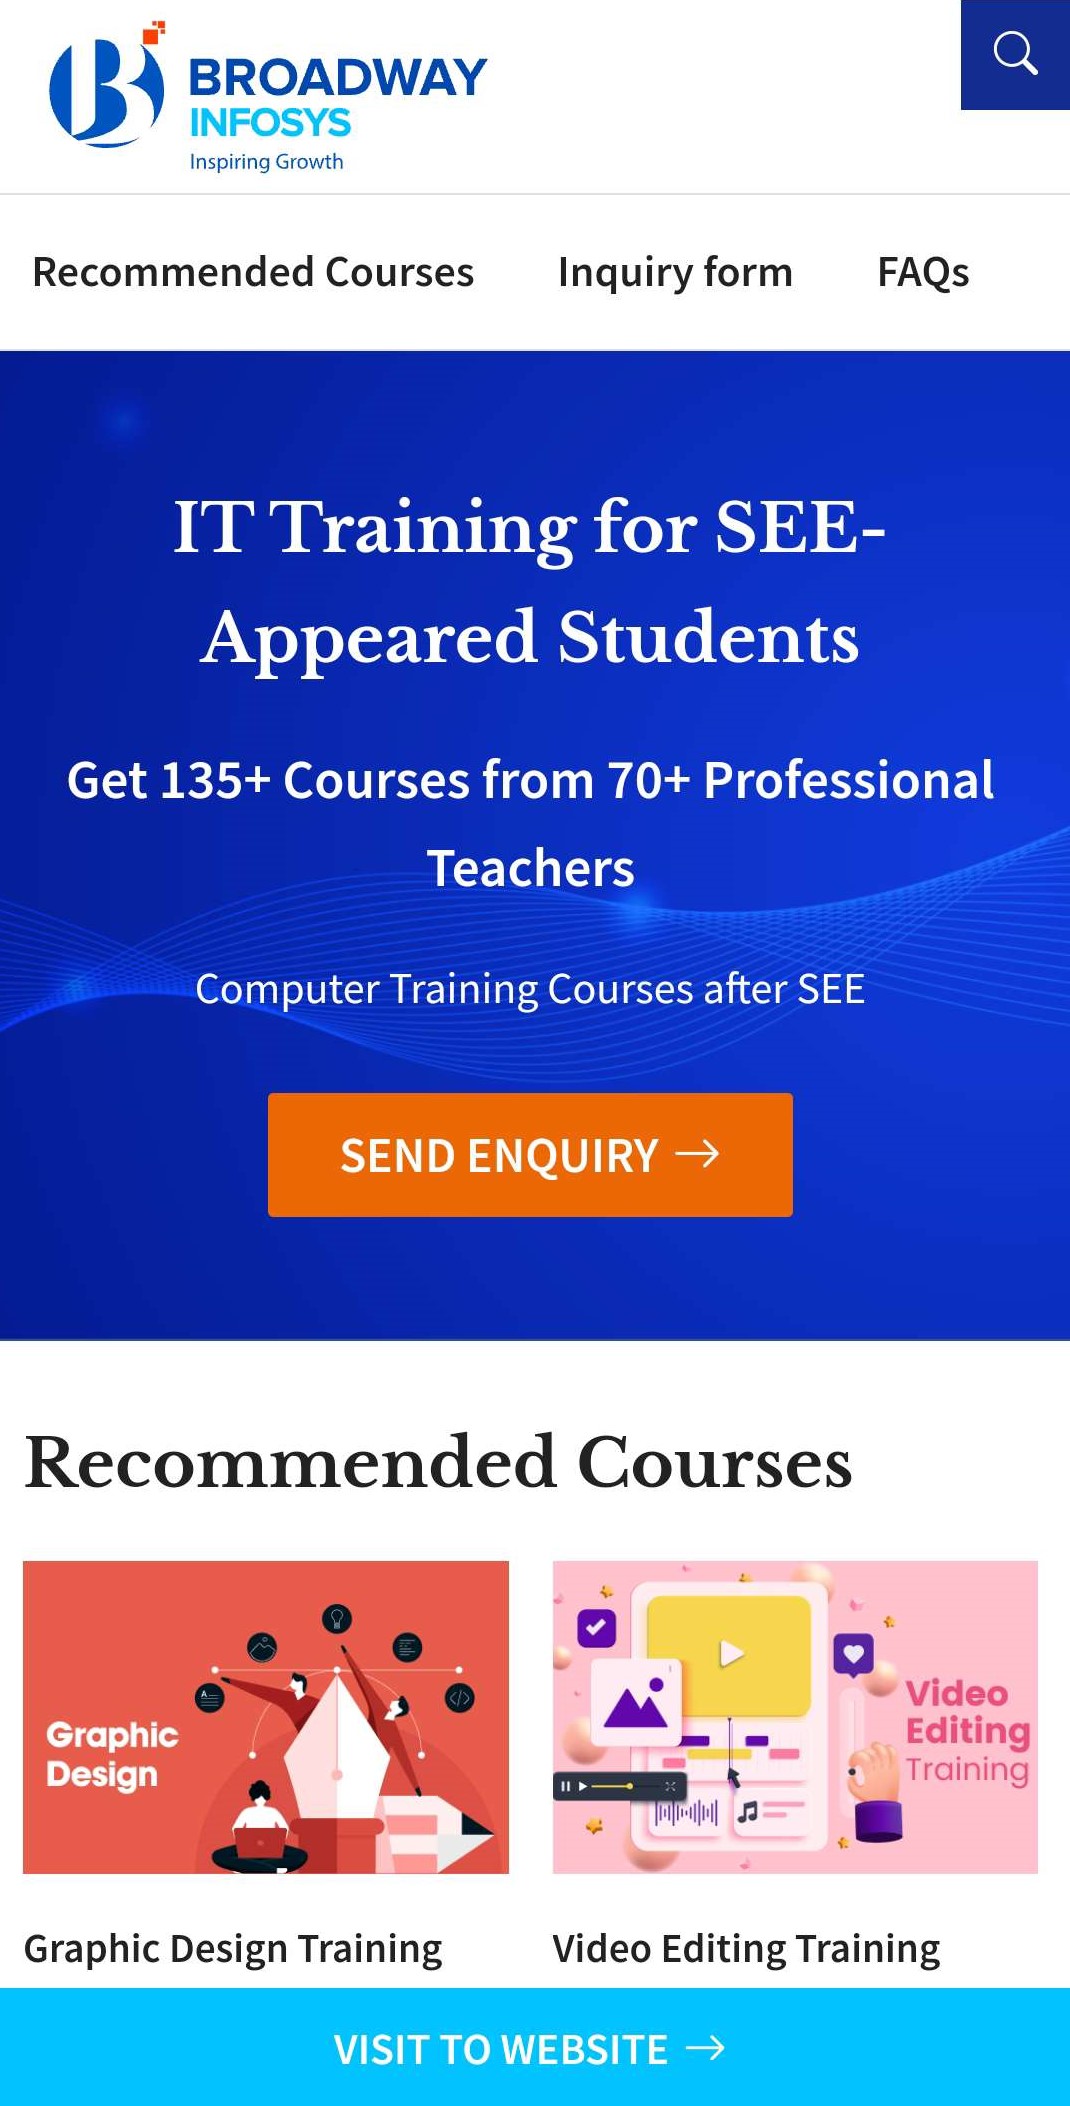 BROADWAY
INFOSYS
Inspiring Growth
Recommended Courses Inquiry form FAQs
IT Training for SEE-
Appeared Students
Get 135+ Courses from 70+ Professional
Teachers
Computer Training Courses after SEE
SEND ENQUIRY →
Recommended Courses
Graphic
Design
Video
Editing
Training
Graphic Design Training
Video Editing Training
VISIT TO WEBSITE →